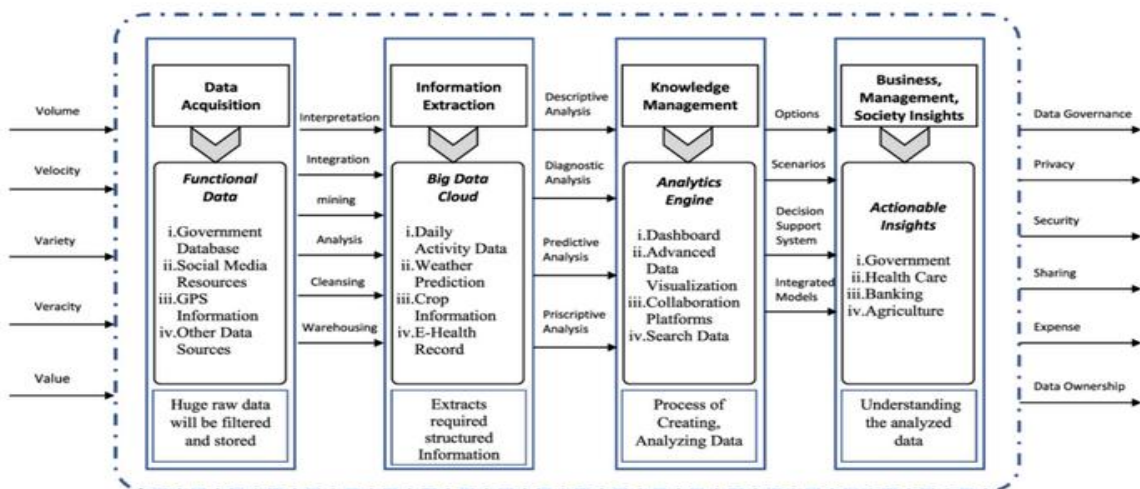 Volume
Velocity
Variety
Veracity
Value
Data
Acquisition
Functional
Data
i.Government
Database
ii.Social Media
Resources
iii.GPS
Information
iv.Other Data
Sources
Huge raw data
will be filtered
and stored
Interpretation
Integration
mining
Analysis
Cleansing
Warehousing
Information
Extraction
Big Data
Cloud
i.Daily
Activity Data
ii.Weather
Prediction
iii.Crop
Information
iv.E-Health
Record
Extracts
required
structured
Information
Descriptive
Analysis
Diagnostic
Analysis
Predictive
Analysis
Priscriptive
Analysis
Knowledge
Management
Analytics
Engine
i.Dashboard
ii.Advanced
Data
Visualization
iii.Collaboration
Platforms
iv.Search Data
Process of
Creating,
Analyzing Data
Options
Scenarios
Decision
Support
System
Integrated
Models
Business,
Management,
Society Insights
Actionable
Insights
i.Government
ii.Health Care
iii.Banking
iv.Agriculture
Understanding
the analyzed
data
Data Governance
Privacy
Security
Sharing
Expense
Data Ownership